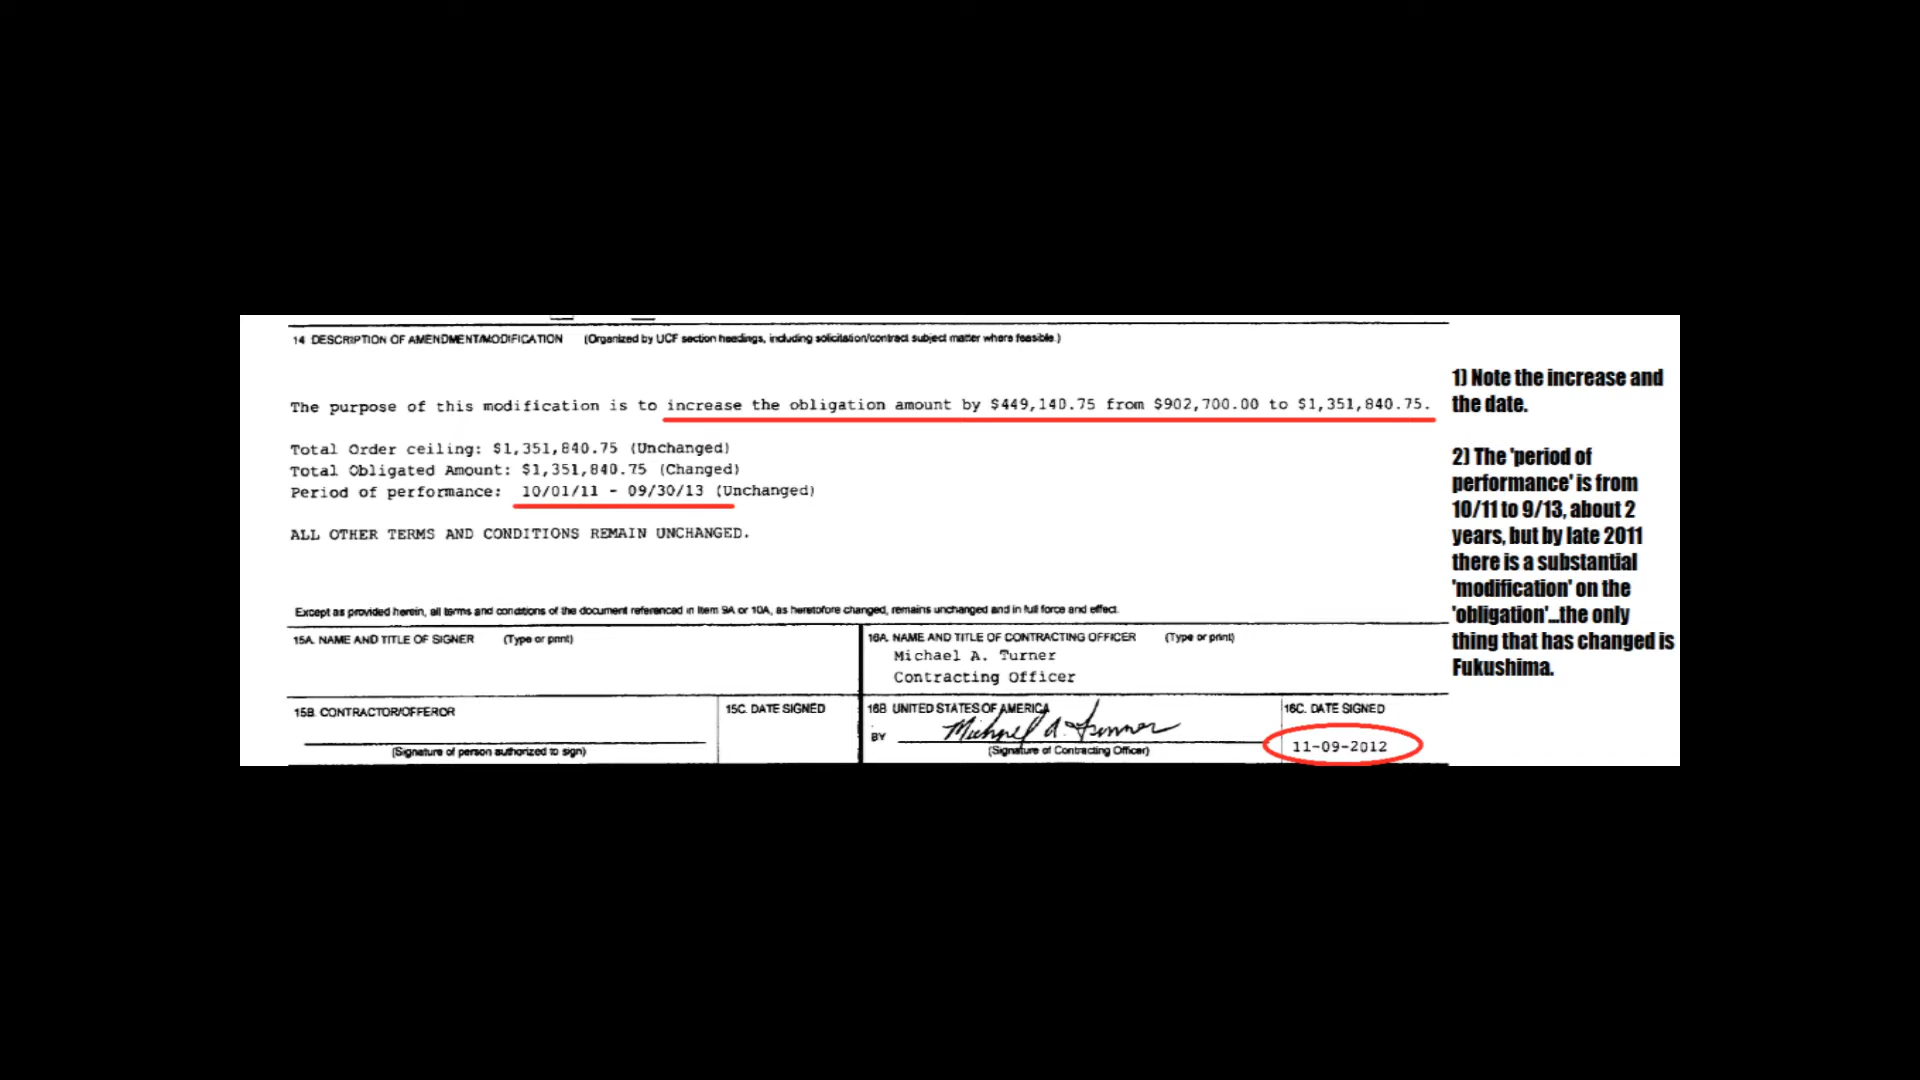 14 DESCRIPTION OF AMENDMENT/MODIFICATION (Organized by UCF section headings, including solicitation/contract subject matter where feasible.)
The purpose of this modification is to increase the obligation amount by $449,140.75 from $902,700.00 to $1,351,840.75.
Total Order ceiling: $1,351,840.75 (Unchanged)
Total Obligated Amount: $1,351,840.75 (Changed)
Period of performance: 10/01/11 - 09/30/13 (Unchanged)
ALL OTHER TERMS AND CONDITIONS REMAIN UNCHANGED.
Except as provided herein, all terms and conditions of the document referenced in Item 9A or 10A, as heretofore changed, remains unchanged and in full force and effect.
15A. NAME AND TITLE OF SIGNER (Type or print)
16A. NAME AND TITLE OF CONTRACTING OFFICER (Type or print)
Michael A. Turner
Contracting Officer
15B. CONTRACTOR/OFFEROR
(Signature of person authorized to sign)
15C. DATE SIGNED
16B UNITED STATES OF AMERICA
BY Michael A. Turner
(Signature of Contracting Officer)
16C. DATE SIGNED
11-09-2012
1) Note the increase and
the date.
2) The 'period of
performance' is from
10/11 to 9/13, about 2
years, but by late 2011
there is a substantial
'modification' on the
'obligation'...the only
thing that has changed is
Fukushima.